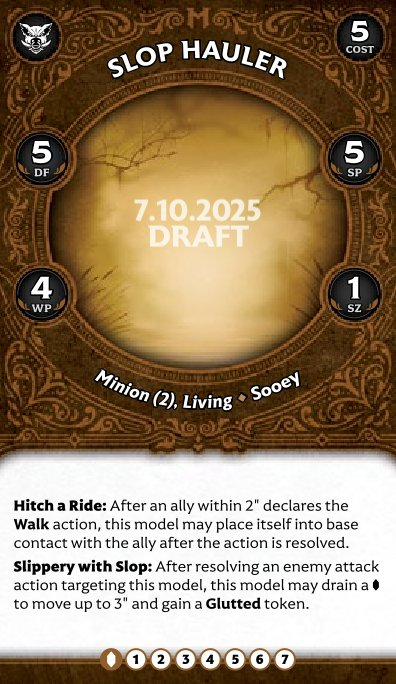 SLOP HAULER
5
COST
5
DF
5
SP
7.10.2025
DRAFT
4
WP
1
SZ
Minion (2), Living ⬥ Sooey
Hitch a Ride: After an ally within 2" declares the
Walk action, this model may place itself into base
contact with the ally after the action is resolved.
Slippery with Slop: After resolving an enemy attack
action targeting this model, this model may drain a ⬮
to move up to 3" and gain a Glutted token.
1 2 3 4 5 6 7